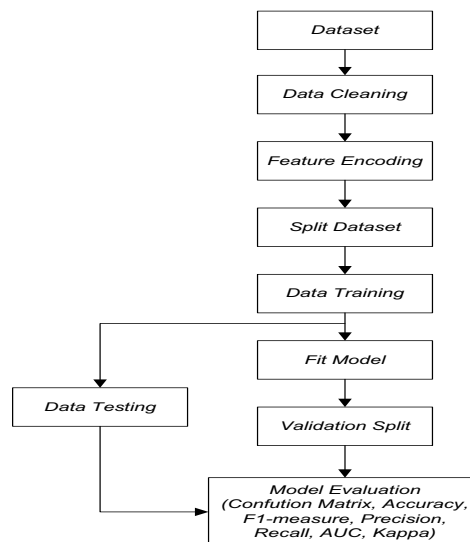 Dataset
Data Cleaning
Feature Encoding
Split Dataset
Data Training
Fit Model
Data Testing
Validation Split
Model Evaluation
(Confution Matrix, Accuracy,
F1-measure, Precision,
Recall, AUC, Kappa)